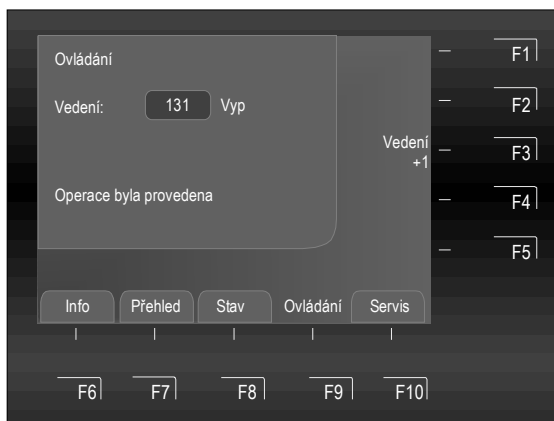 Ovládání
F1
Vedení: 131 Vyp
F2
Vedení
+1
F3
Operace byla provedena
F4
F5
Info Přehled Stav Ovládání Servis
F6 F7 F8 F9 F10